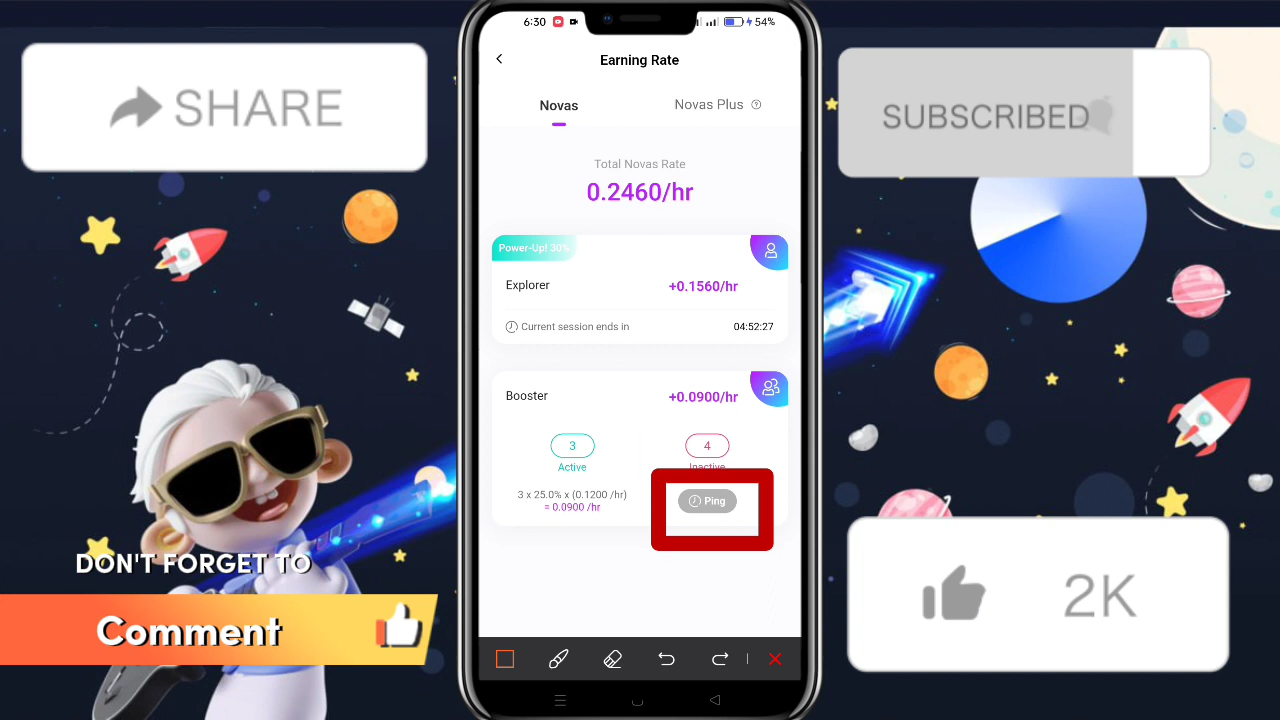 SHARE
SUBSCRIBED
6:30
54%
Earning Rate
Novas
Novas Plus
Total Novas Rate
0.2460/hr
Power-Up! 30%
Explorer
+0.1560/hr
Current session ends in
04:52:27
Booster
+0.0900/hr
3
4
Active
Inactive
3 x 25.0% x (0.1200 /hr)
= 0.0900 /hr
Ping
DON'T FORGET TO
Comment
2K